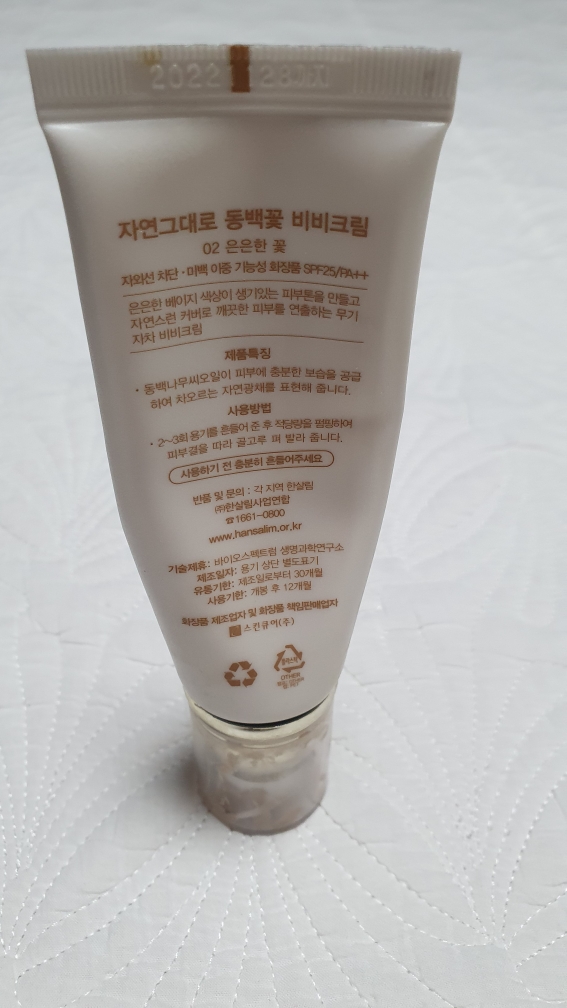 2022 1228까지
자연그대로 동백꽃 비비크림
02 은은한 꽃
자외선 차단·미백 이중 기능성 화장품 SPF25/PA++
은은한 베이지 색상이 생기있는 피부톤을 만들고
자연스런 커버로 깨끗한 피부를 연출하는 무기
자차 비비크림
제품특징
· 동백나무씨오일이 피부에 충분한 보습을 공급
하여 차오르는 자연광채를 표현해 줍니다.
사용방법
· 2~3회 용기를 흔들어 준 후 적당량을 펌핑하여
피부결을 따라 골고루 펴 발라 줍니다.
사용하기 전 충분히 흔들어주세요
반품 및 문의 : 각 지역 한살림
㈜한살림사업연합
☎1661-0800
www.hansalim.or.kr
기술제휴: 바이오스펙트럼 생명과학연구소
제조일자: 용기 상단 별도표기
유통기한: 제조일로부터 30개월
사용기한: 개봉 후 12개월
화장품 제조업자 및 화장품 책임판매업자
스킨큐어(주)
플라스틱
OTHER